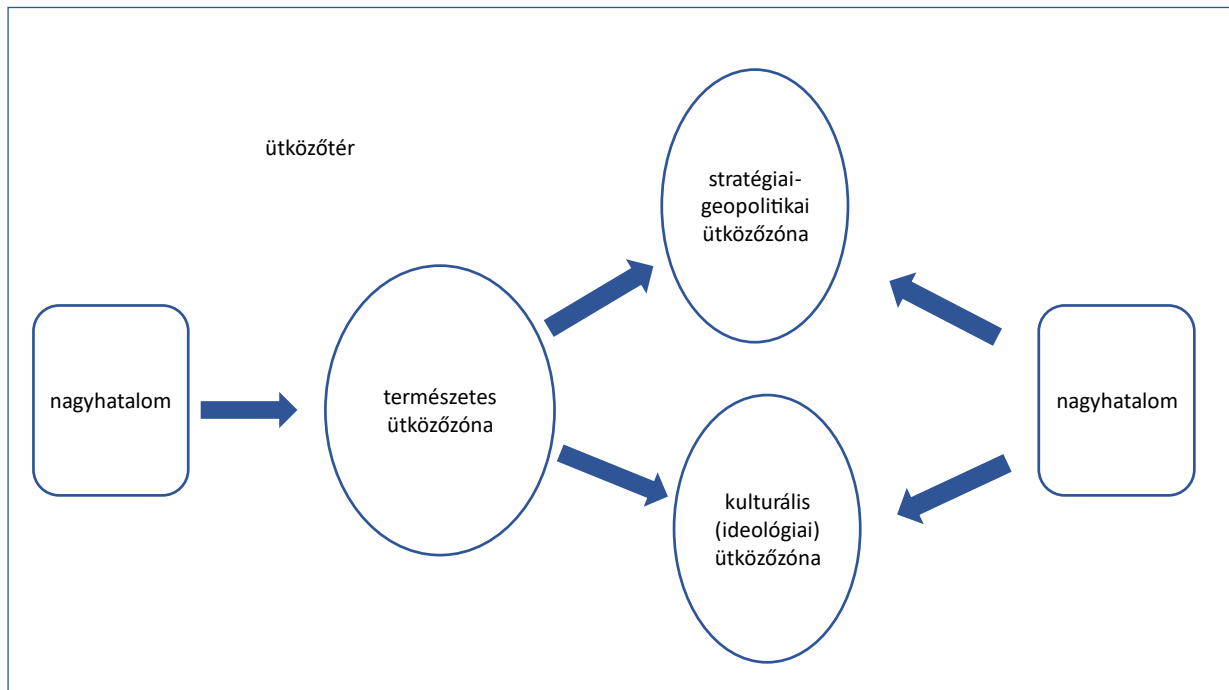 ütközőtér
stratégiai-
geopolitikai
ütközőzóna
nagyhatalom
természetes
ütközőzóna
nagyhatalom
kulturális
(ideológiai)
ütközőzóna